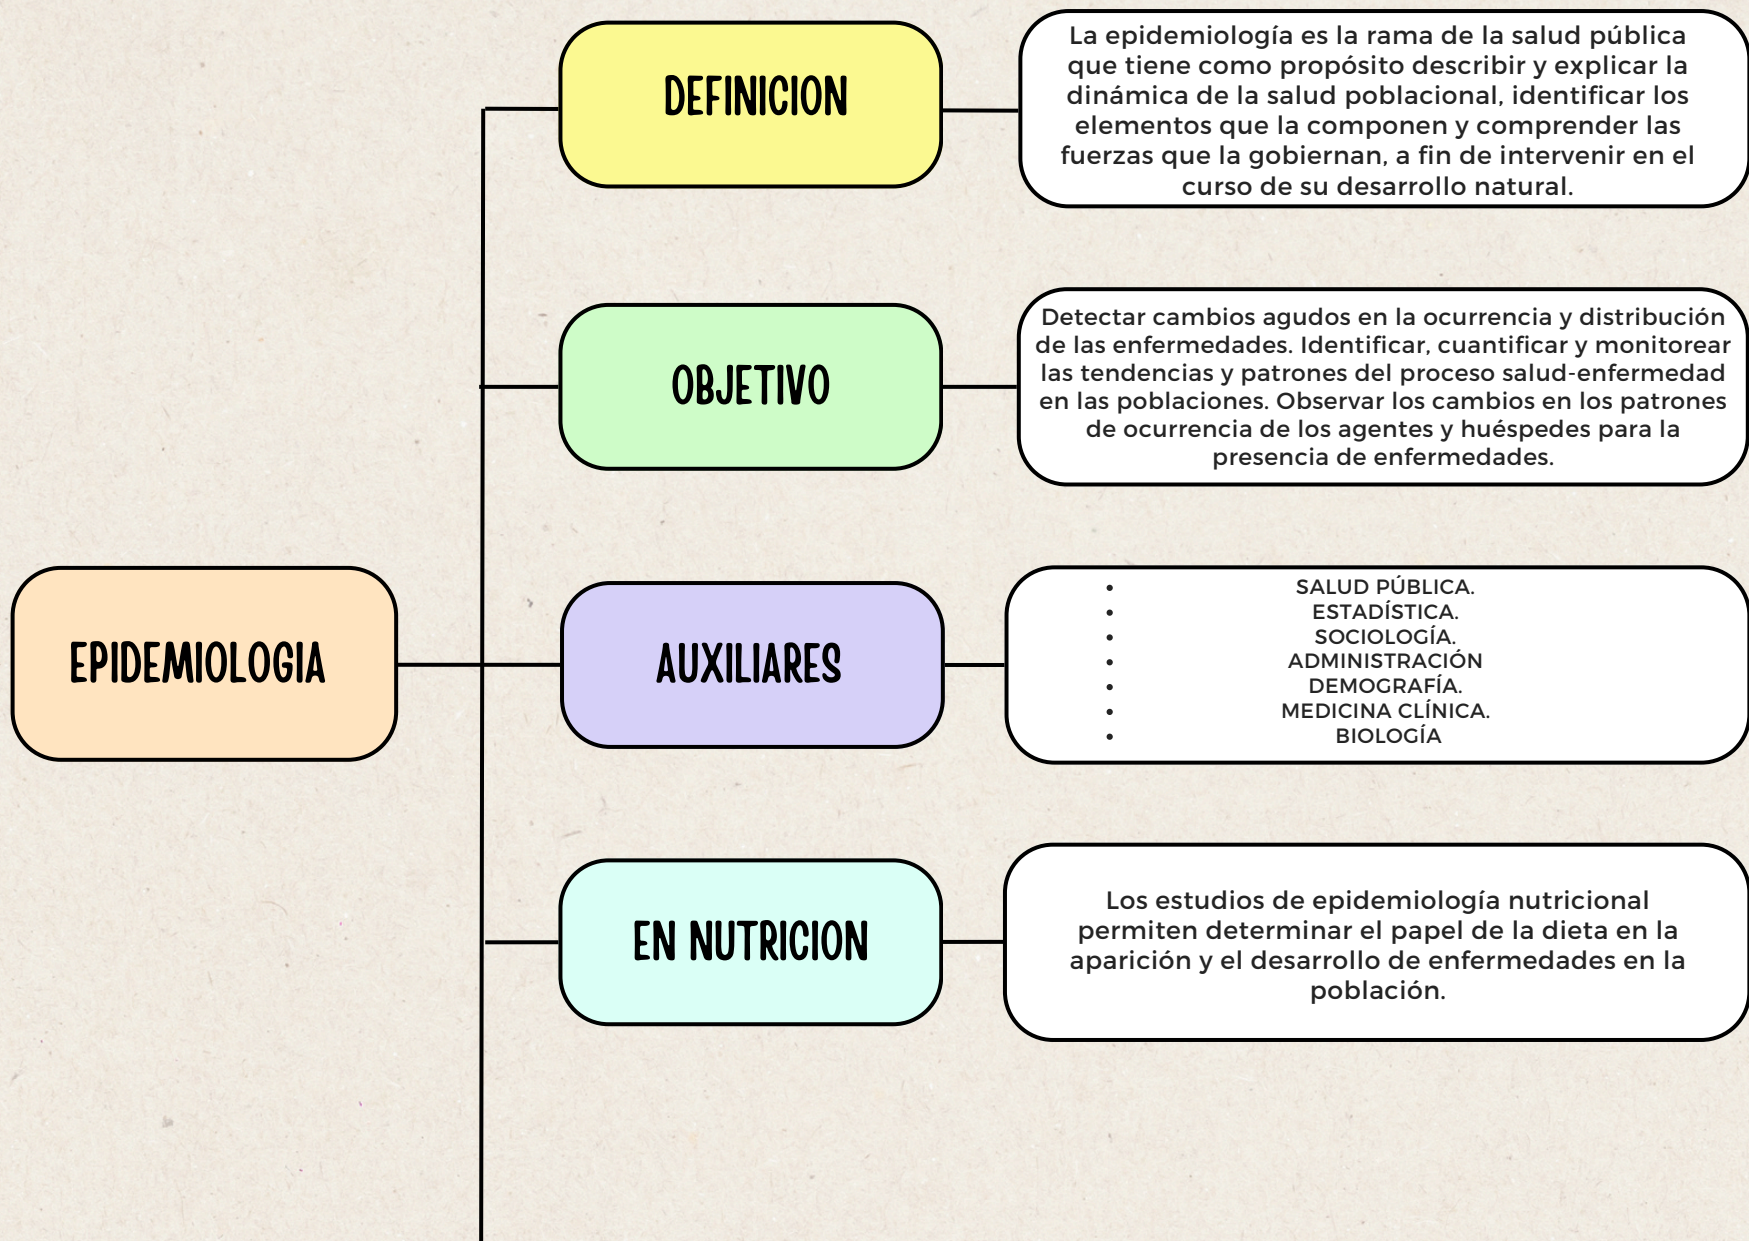 DEFINICION
La epidemiología es la rama de la salud pública
que tiene como propósito describir y explicar la
dinámica de la salud poblacional, identificar los
elementos que la componen y comprender las
fuerzas que la gobiernan, a fin de intervenir en el
curso de su desarrollo natural.
OBJETIVO
Detectar cambios agudos en la ocurrencia y distribución
de las enfermedades. Identificar, cuantificar y monitorear
las tendencias y patrones del proceso salud-enfermedad
en las poblaciones. Observar los cambios en los patrones
de ocurrencia de los agentes y huéspedes para la
presencia de enfermedades.
EPIDEMIOLOGIA
AUXILIARES
• SALUD PÚBLICA.
• ESTADÍSTICA.
• SOCIOLOGÍA.
• ADMINISTRACIÓN
• DEMOGRAFÍA.
• MEDICINA CLÍNICA.
• BIOLOGÍA
EN NUTRICION
Los estudios de epidemiología nutricional
permiten determinar el papel de la dieta en la
aparición y el desarrollo de enfermedades en la
población.